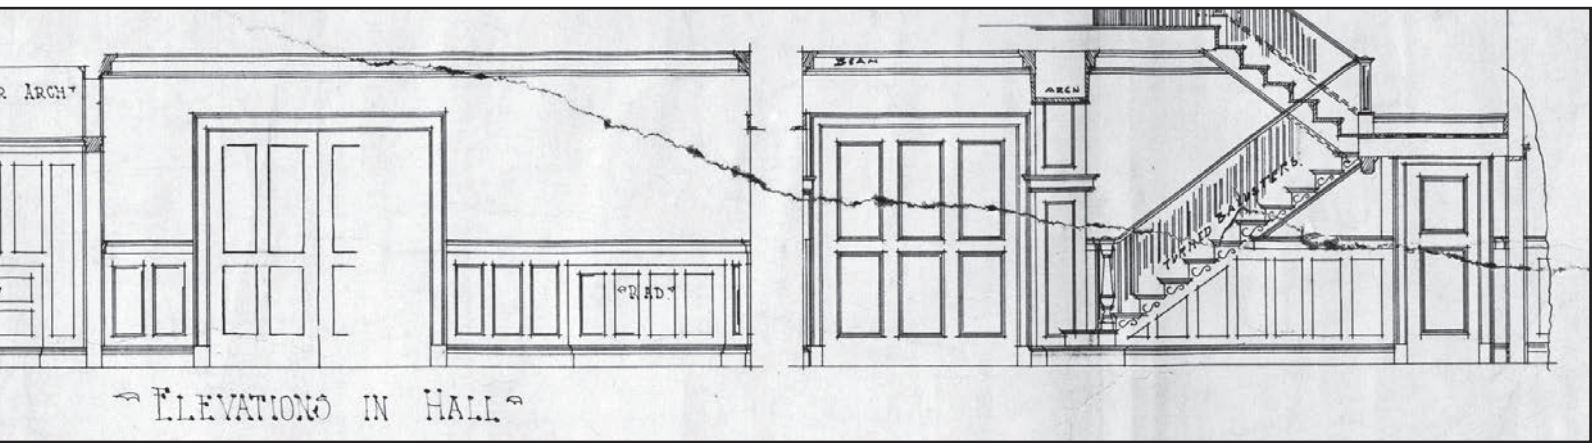 R ARCH"
BEAM
ARCH
TURNED BALUSTERS
"RAD."
"ELEVATIONS IN HALL"